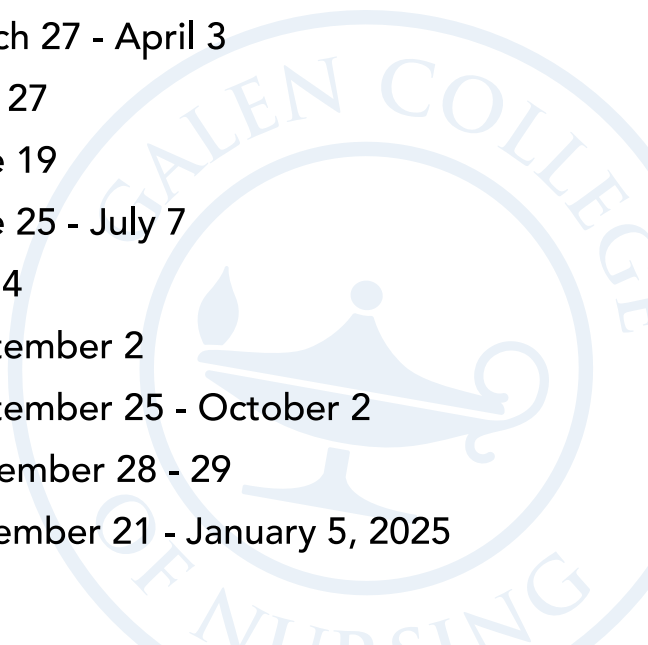 ch 27 - April 3
27
e 19
e 25 - July 7
4
tember 2
tember 25 - October 2
ember 28 - 29
ember 21 - January 5, 2025
GALEN COLLEGE
OF NURSING